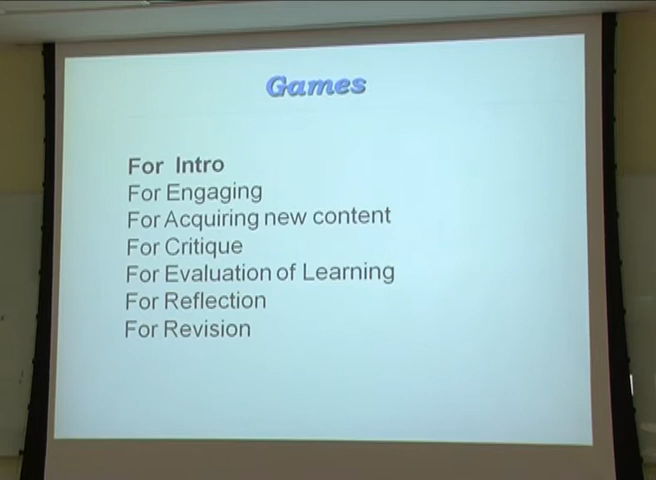 Games
For Intro
For Engaging
For Acquiring new content
For Critique
For Evaluation of Learning
For Reflection
For Revision